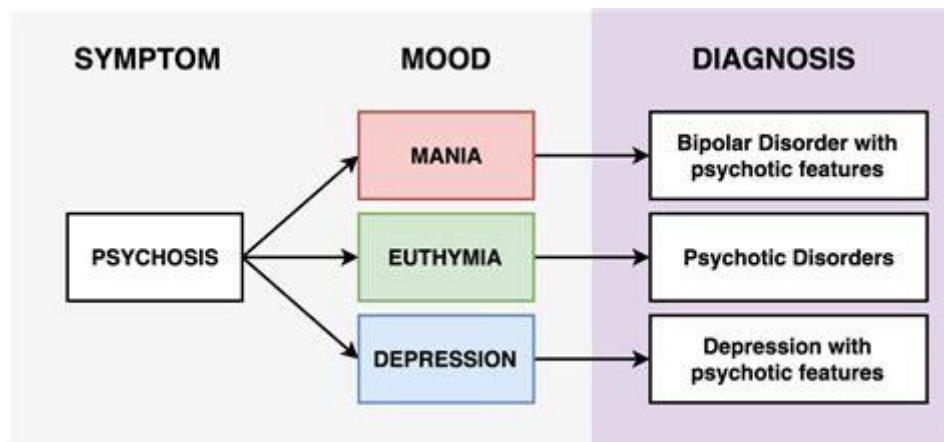 SYMPTOM
MOOD
DIAGNOSIS
PSYCHOSIS
MANIA
EUTHYMIA
DEPRESSION
Bipolar Disorder with
psychotic features
Psychotic Disorders
Depression with
psychotic features